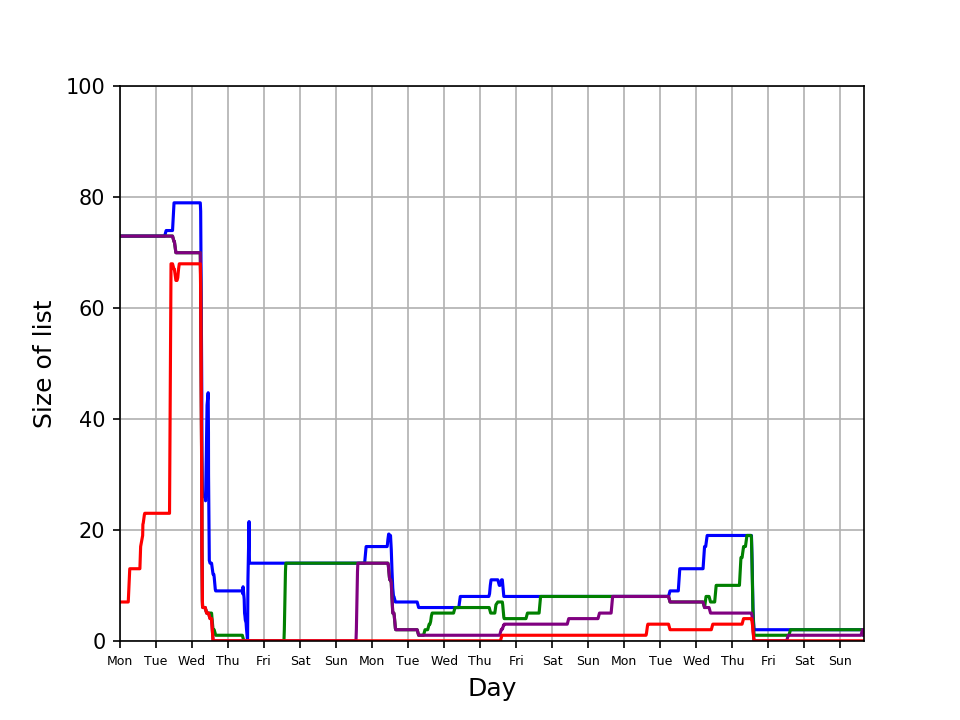 100
80
60
40
20
0
Size of list
Mon Tue Wed Thu Fri Sat Sun Mon Tue Wed Thu Fri Sat Sun Mon Tue Wed Thu Fri Sat Sun
Day